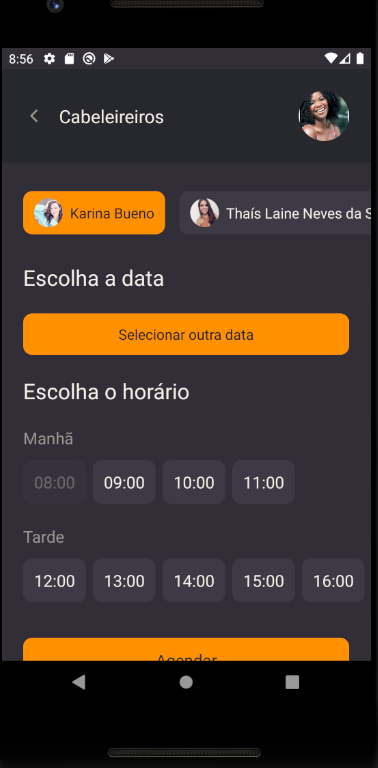 8:56
Cabeleireiros
Karina Bueno
Thaís Laine Neves da S
Escolha a data
Selecionar outra data
Escolha o horário
Manhã
08:00 09:00 10:00 11:00
Tarde
12:00 13:00 14:00 15:00 16:00
Agendar